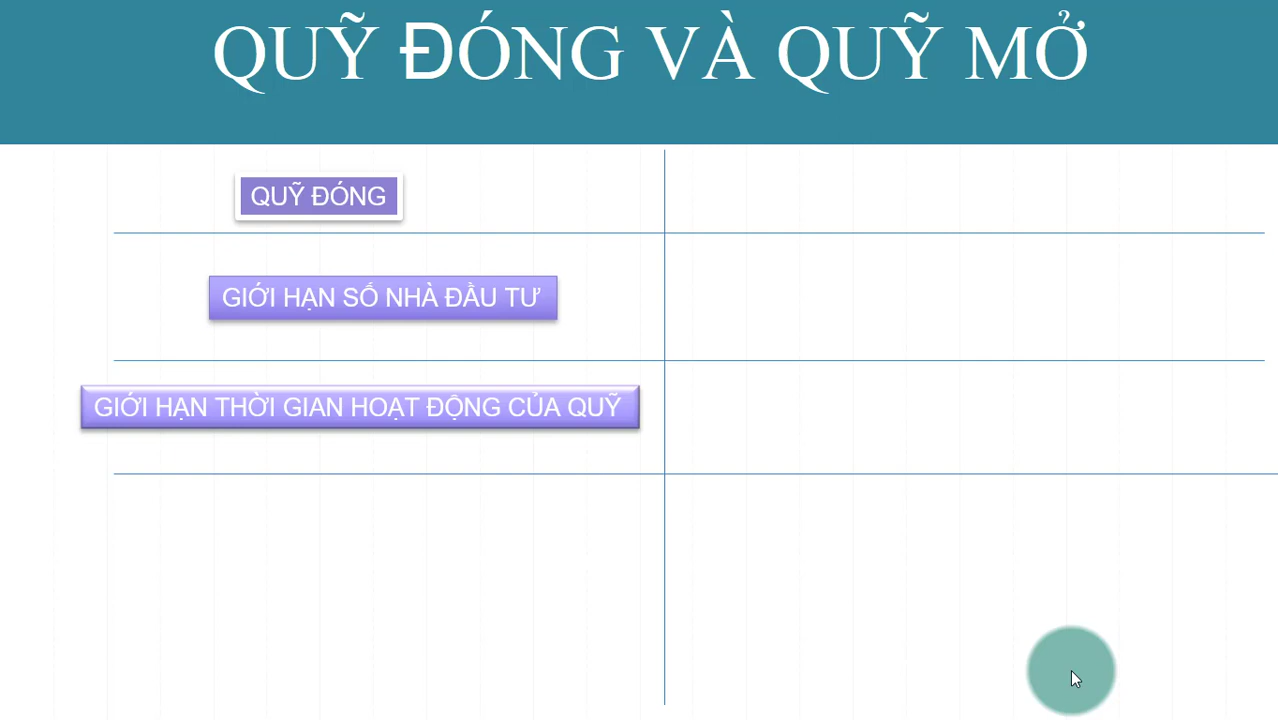 QUỸ ĐÓNG VÀ QUỸ MỞ
QUỸ ĐÓNG
GIỚI HẠN SỐ NHÀ ĐẦU TƯ
GIỚI HẠN THỜI GIAN HOẠT ĐỘNG CỦA QUỸ